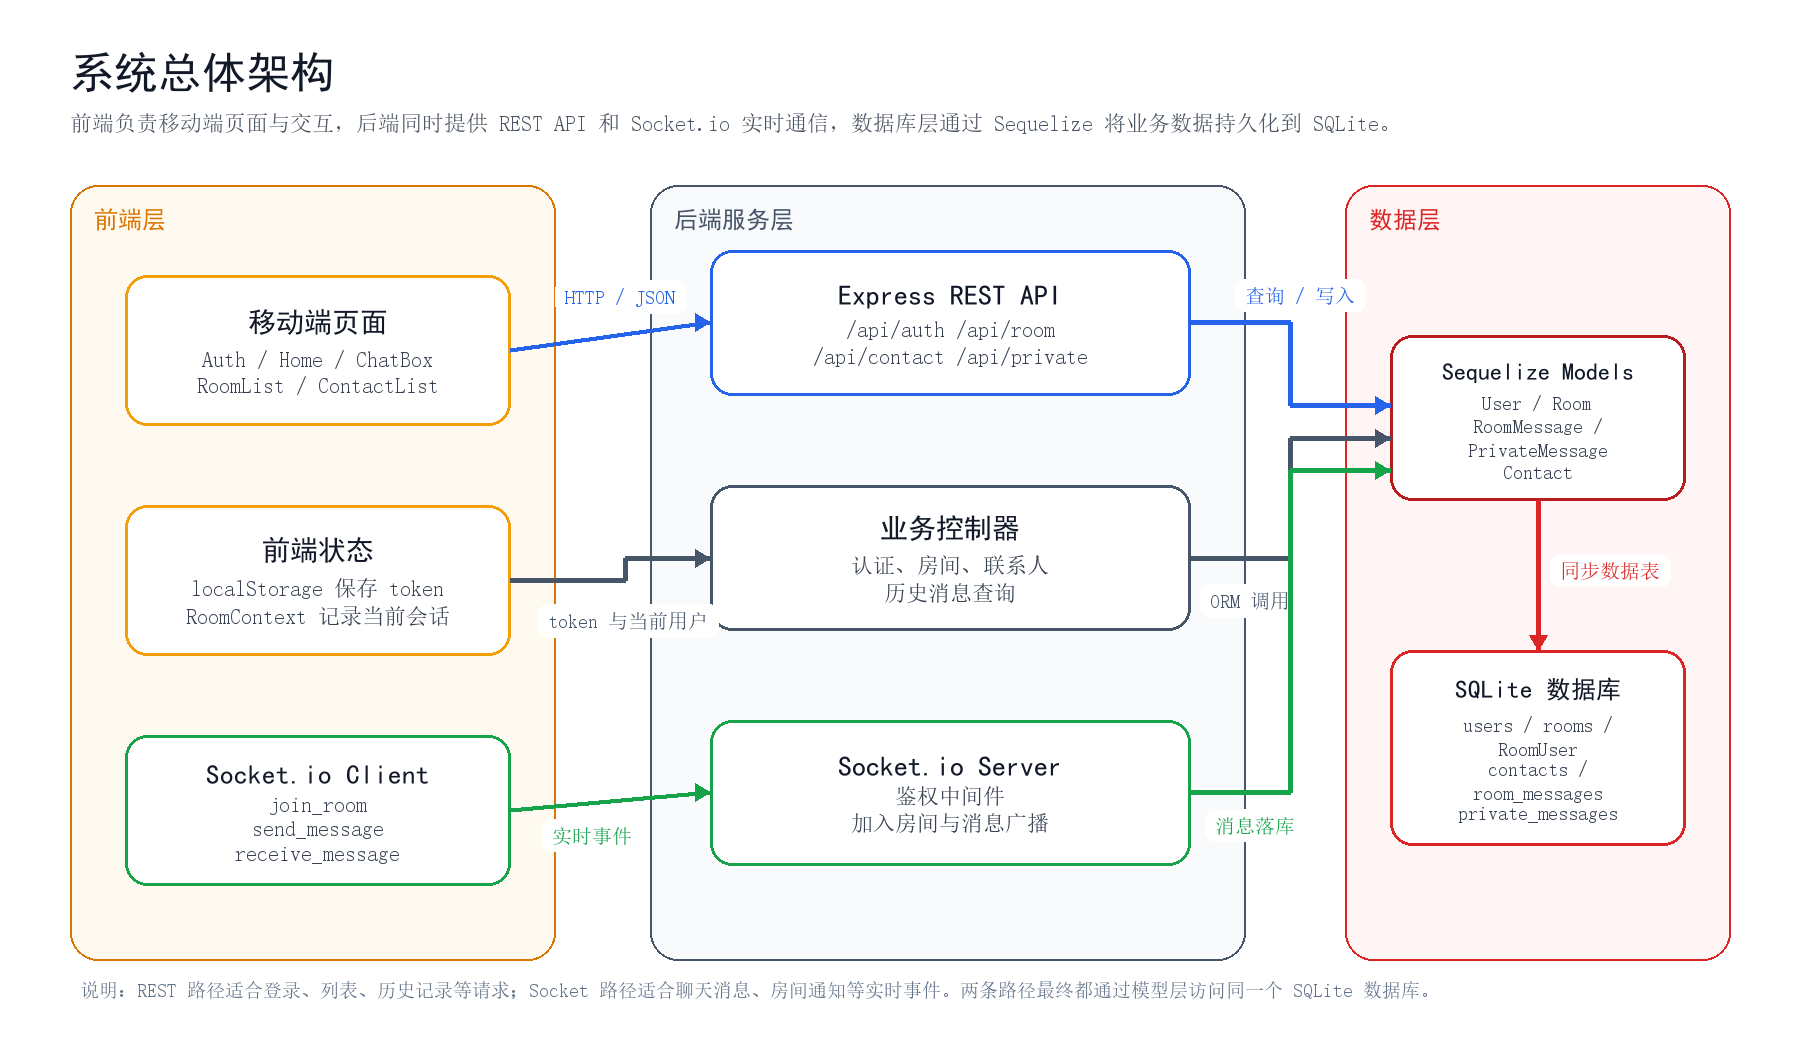 系统总体架构
前端负责移动端页面与交互，后端同时提供 REST API 和 Socket.io 实时通信，数据库层通过 Sequelize 将业务数据持久化到 SQLite。
前端层
移动端页面
Auth / Home / ChatBox
RoomList / ContactList
前端状态
localStorage 保存 token
RoomContext 记录当前会话
Socket.io Client
join_room
send_message
receive_message
HTTP / JSON
token 与当前用户
实时事件
后端服务层
Express REST API
/api/auth /api/room
/api/contact /api/private
业务控制器
认证、房间、联系人
历史消息查询
Socket.io Server
鉴权中间件
加入房间与消息广播
查询 / 写入
ORM 调用
消息落库
数据层
Sequelize Models
User / Room
RoomMessage /
PrivateMessage
Contact
同步数据表
SQLite 数据库
users / rooms /
RoomUser
contacts /
room_messages
private_messages
说明：REST 路径适合登录、列表、历史记录等请求；Socket 路径适合聊天消息、房间通知等实时事件。两条路径最终都通过模型层访问同一个 SQLite 数据库。